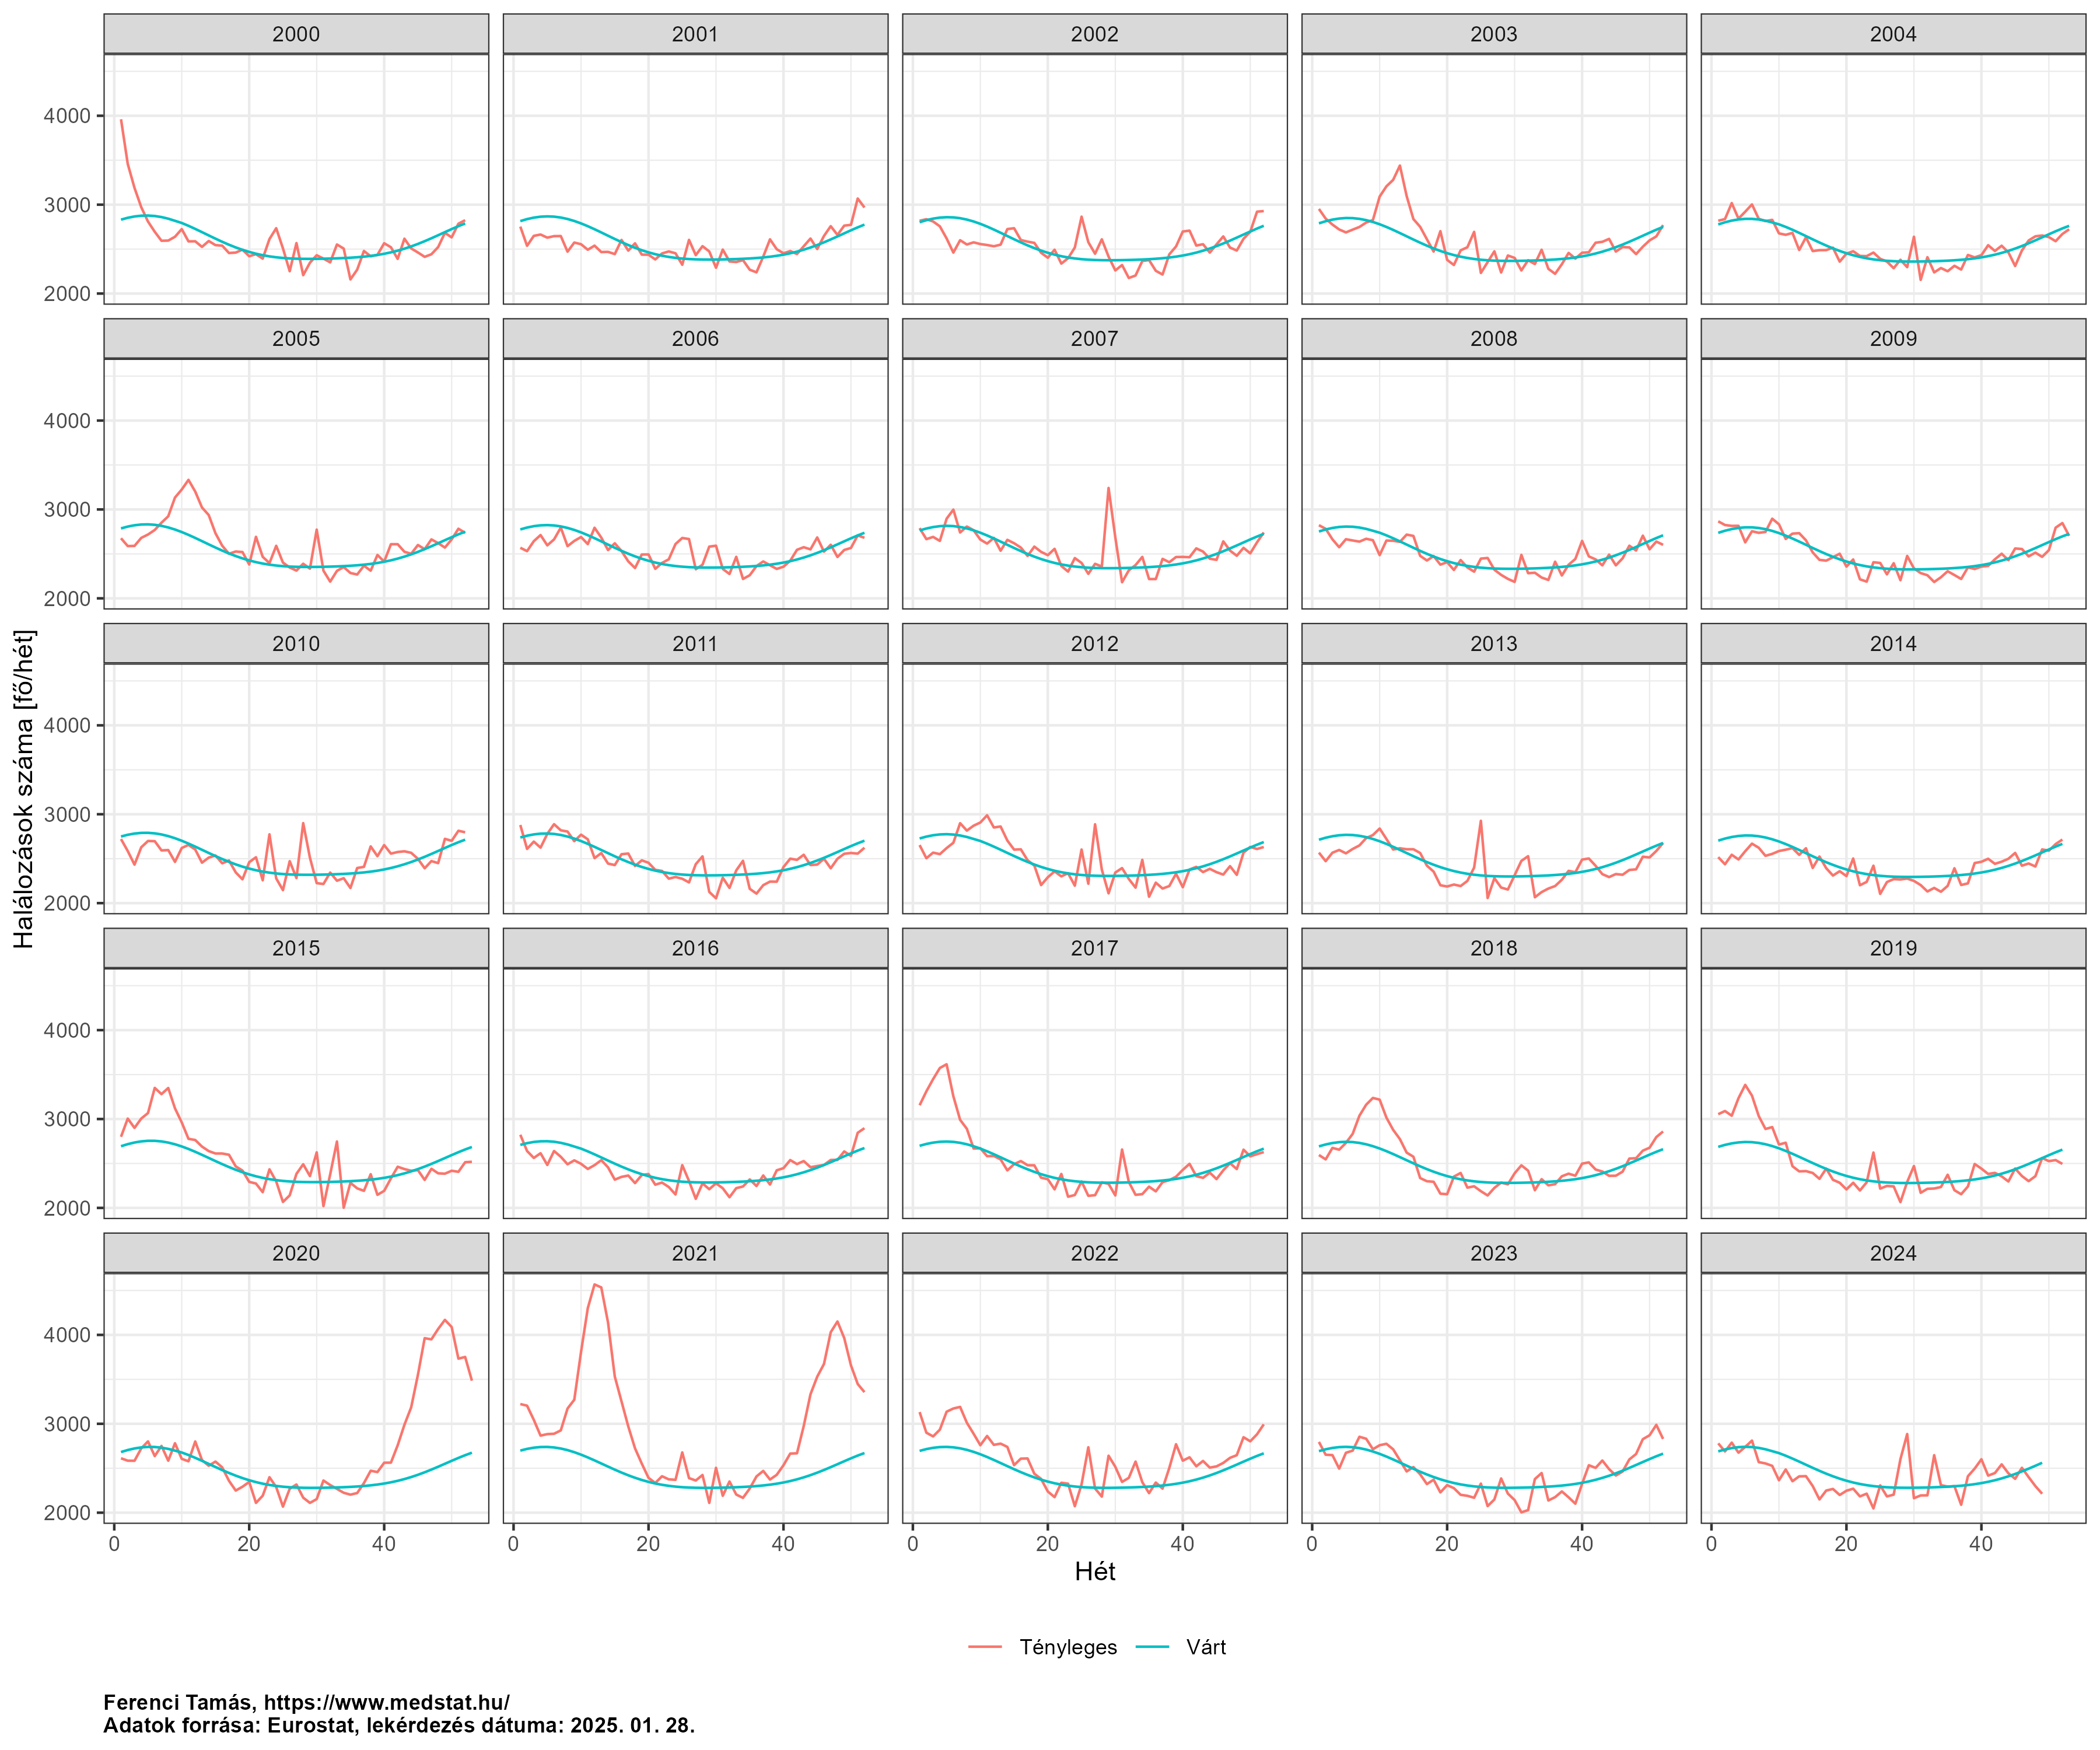 2000 2001 2002 2003 2004
4000
3000
2000
2005 2006 2007 2008 2009
4000
3000
2000
2010 2011 2012 2013 2014
4000
3000
2000
2015 2016 2017 2018 2019
4000
3000
2000
2020 2021 2022 2023 2024
4000
3000
2000
0 20 40 0 20 40 0 20 40 0 20 40 0 20 40
Halálozások száma [fő/hét]
Hét
Tényleges Várt
Ferenci Tamás, https://www.medstat.hu/
Adatok forrása: Eurostat, lekérdezés dátuma: 2025. 01. 28.